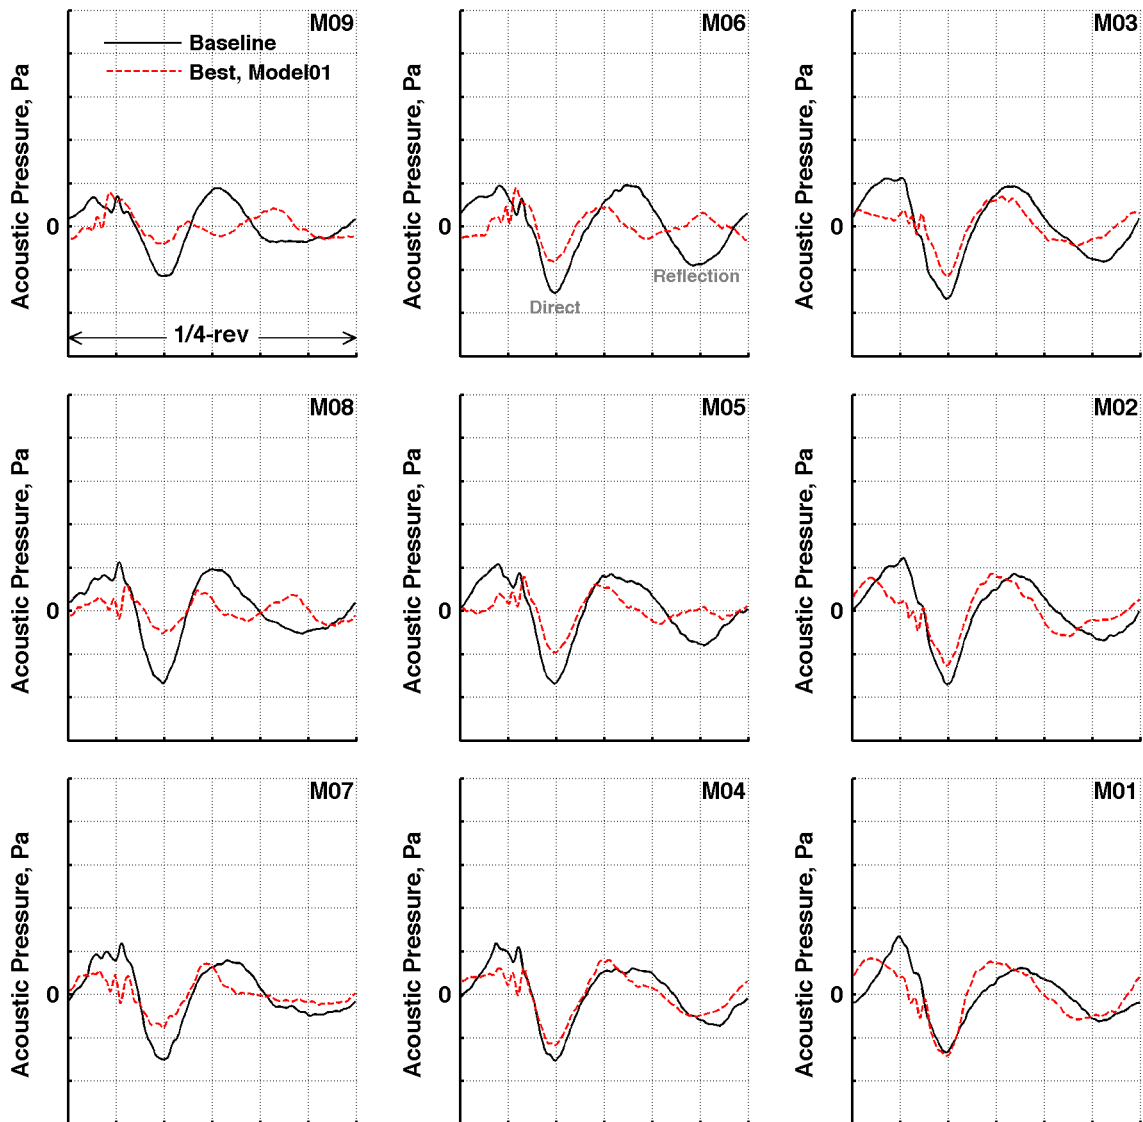 M09
Baseline
Best, Model01
Acoustic Pressure, Pa
0
1/4-rev
M06
Acoustic Pressure, Pa
0
Direct
Reflection
M03
Acoustic Pressure, Pa
0
M08
Acoustic Pressure, Pa
0
M05
Acoustic Pressure, Pa
0
M02
Acoustic Pressure, Pa
0
M07
Acoustic Pressure, Pa
0
M04
Acoustic Pressure, Pa
0
M01
Acoustic Pressure, Pa
0